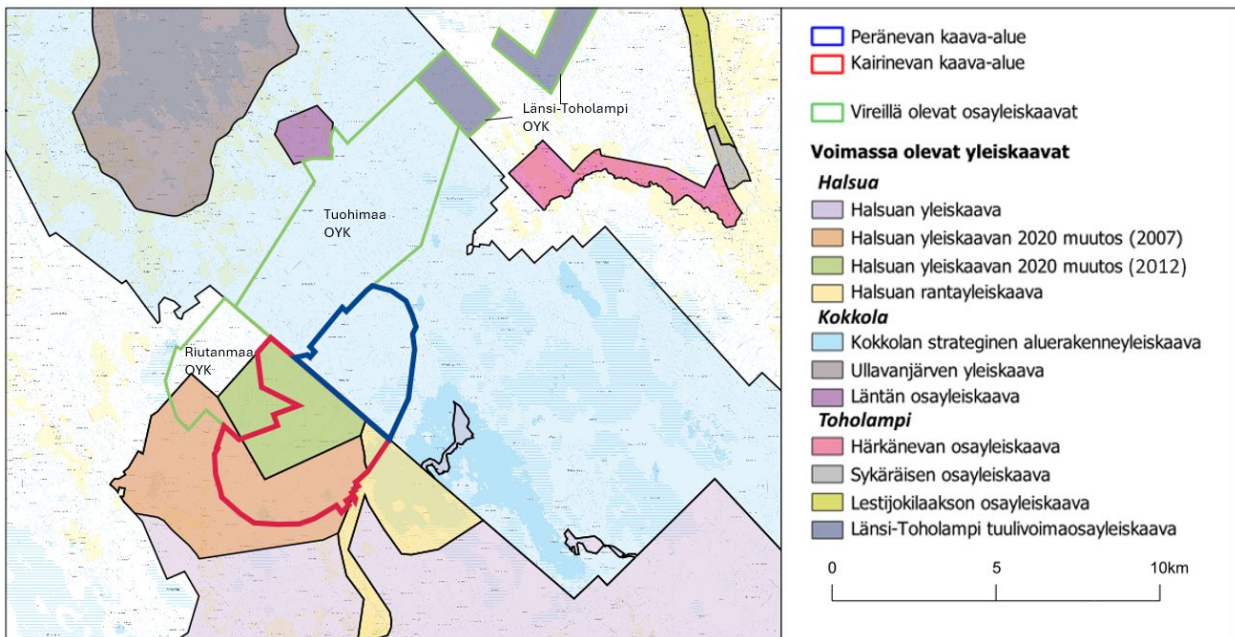 Länsi-Toholampi
OYK
Tuohimaa
OYK
Riutanmaa
OYK
Peränevan kaava-alue
Kairinevan kaava-alue
Vireillä olevat osayleiskaavat
Voimassa olevat yleiskaavat
Halsua
Halsuan yleiskaava
Halsuan yleiskaavan 2020 muutos (2007)
Halsuan yleiskaavan 2020 muutos (2012)
Halsuan rantayleiskaava
Kokkola
Kokkolan strateginen aluerakenneyleiskaava
Ullavanjärven yleiskaava
Läntán osayleiskaava
Toholampi
Härkänevan osayleiskaava
Sykäräisen osayleiskaava
Lestijokilaakson osayleiskaava
Länsi-Toholampi tuulivoimaosayleiskaava
0 5 10km